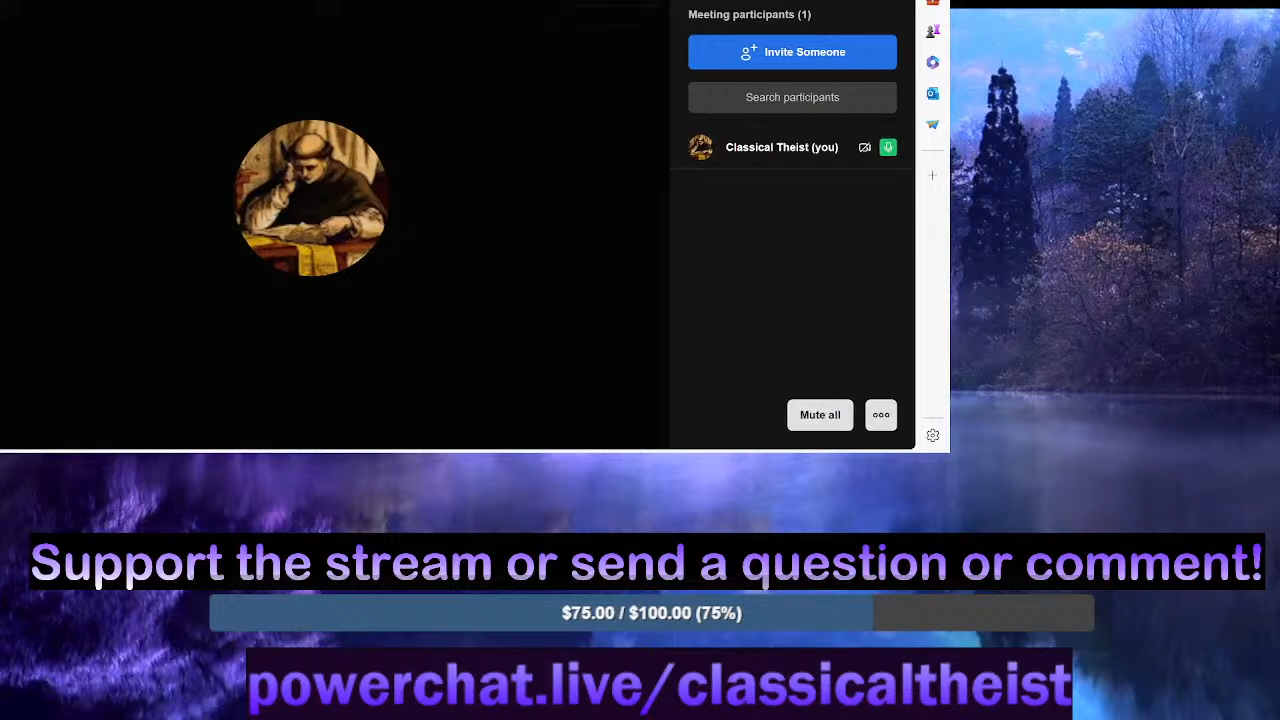 Meeting participants (1)
Invite Someone
Search participants
Classical Theist (you)
Mute all
Support the stream or send a question or comment!
$75.00 / $100.00 (75%)
powerchat.live/classicaltheist